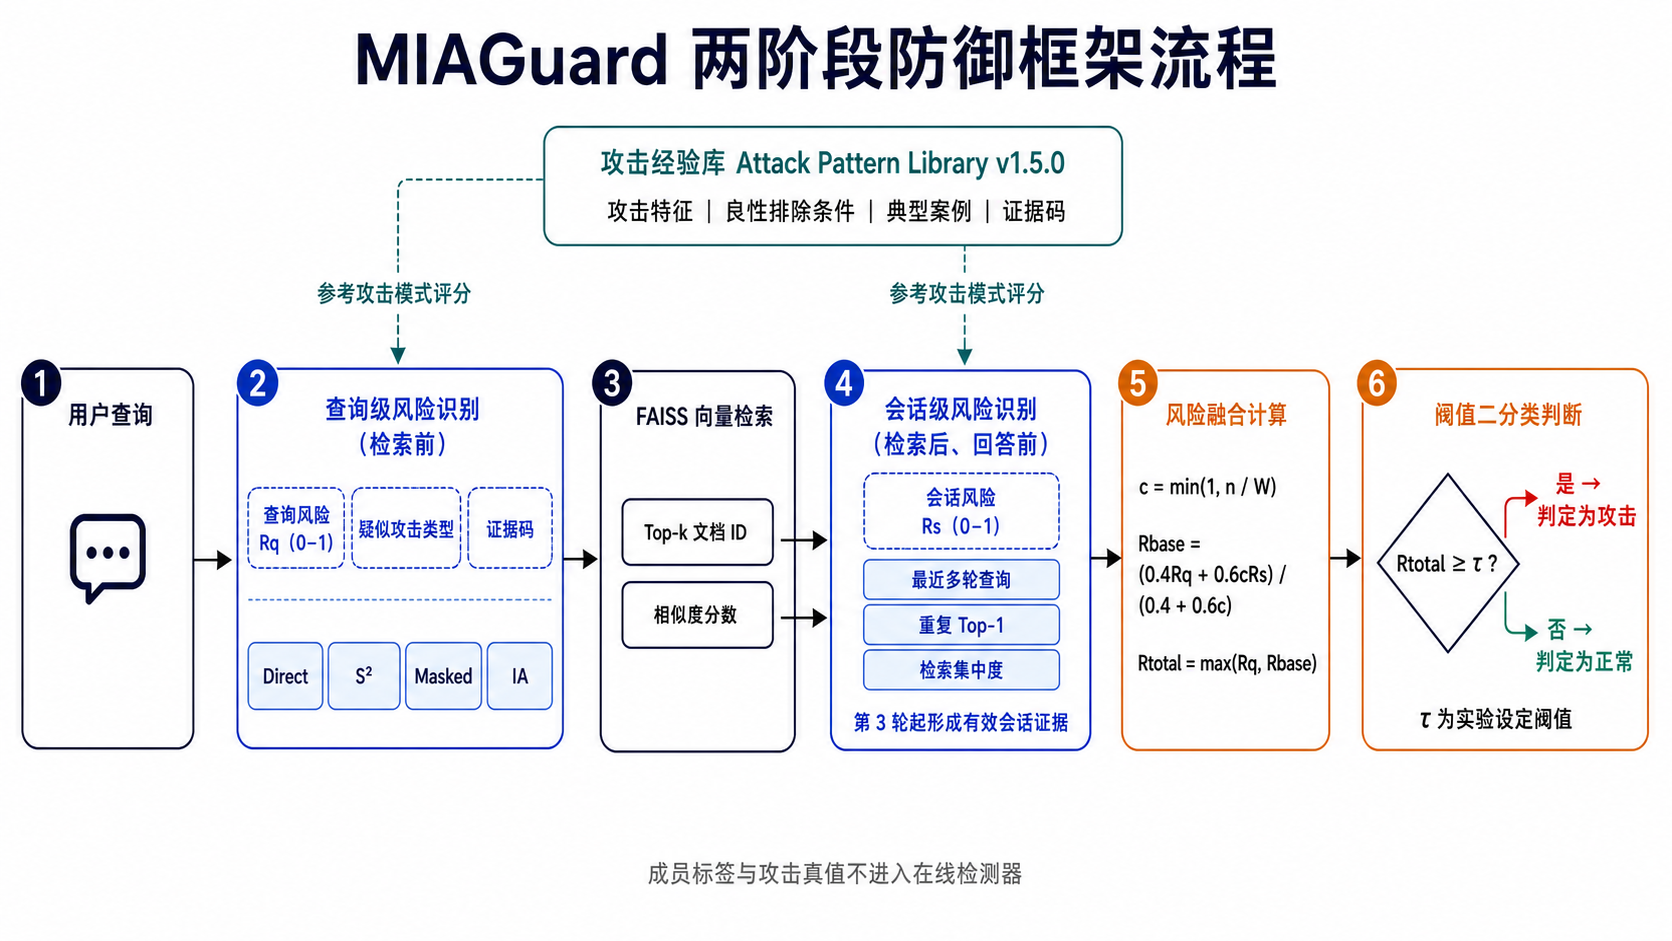 MIAGuard 两阶段防御框架流程
攻击经验库 Attack Pattern Library v1.5.0
攻击特征 | 良性排除条件 | 典型案例 | 证据码
参考攻击模式评分
参考攻击模式评分
1
用户查询
2
查询级风险识别
（检索前）
查询风险
Rq（0–1）
疑似攻击类型
证据码
Direct
S²
Masked
IA
3
FAISS 向量检索
Top-k 文档 ID
相似度分数
4
会话级风险识别
（检索后、回答前）
会话风险
Rs（0–1）
最近多轮查询
重复 Top-1
检索集中度
第 3 轮起形成有效会话证据
5
风险融合计算
c = min(1, n / W)
Rbase =
(0.4Rq + 0.6cRs) /
(0.4 + 0.6c)
Rtotal = max(Rq, Rbase)
6
阈值二分类判断
Rtotal ≥ τ ?
是 →
判定为攻击
否 →
判定为正常
τ 为实验设定阈值
成员标签与攻击真值不进入在线检测器